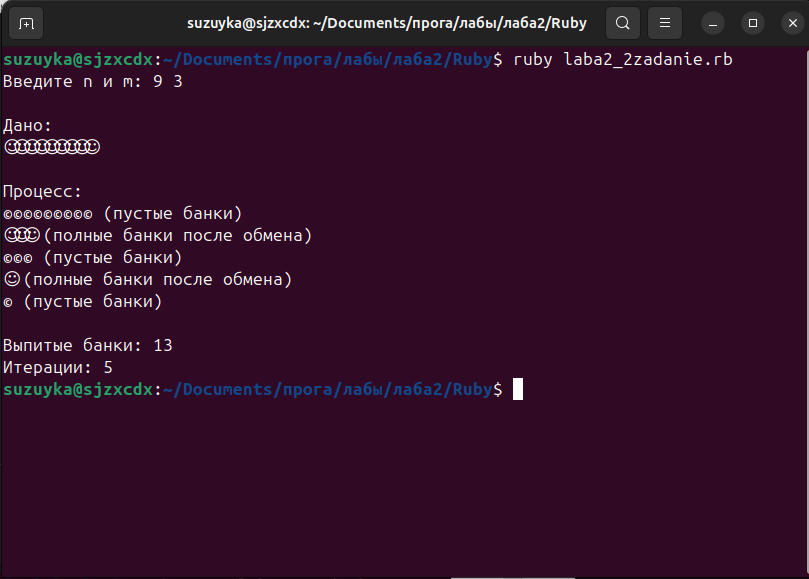 suzuyka@sjzxcdx: ~/Documents/прога/лабы/лаба2/Ruby
suzuyka@sjzxcdx:~/Documents/прога/лабы/лаба2/Ruby$ ruby laba2_2zadanie.rb
Введите n и m: 9 3
Дано:
☺☺☺☺☺☺☺☺☺
Процесс:
©©©©©©©©© (пустые банки)
☺☺☺ (полные банки после обмена)
©©© (пустые банки)
☺ (полные банки после обмена)
© (пустые банки)
Выпитые банки: 13
Итерации: 5
suzuyka@sjzxcdx:~/Documents/прога/лабы/лаба2/Ruby$